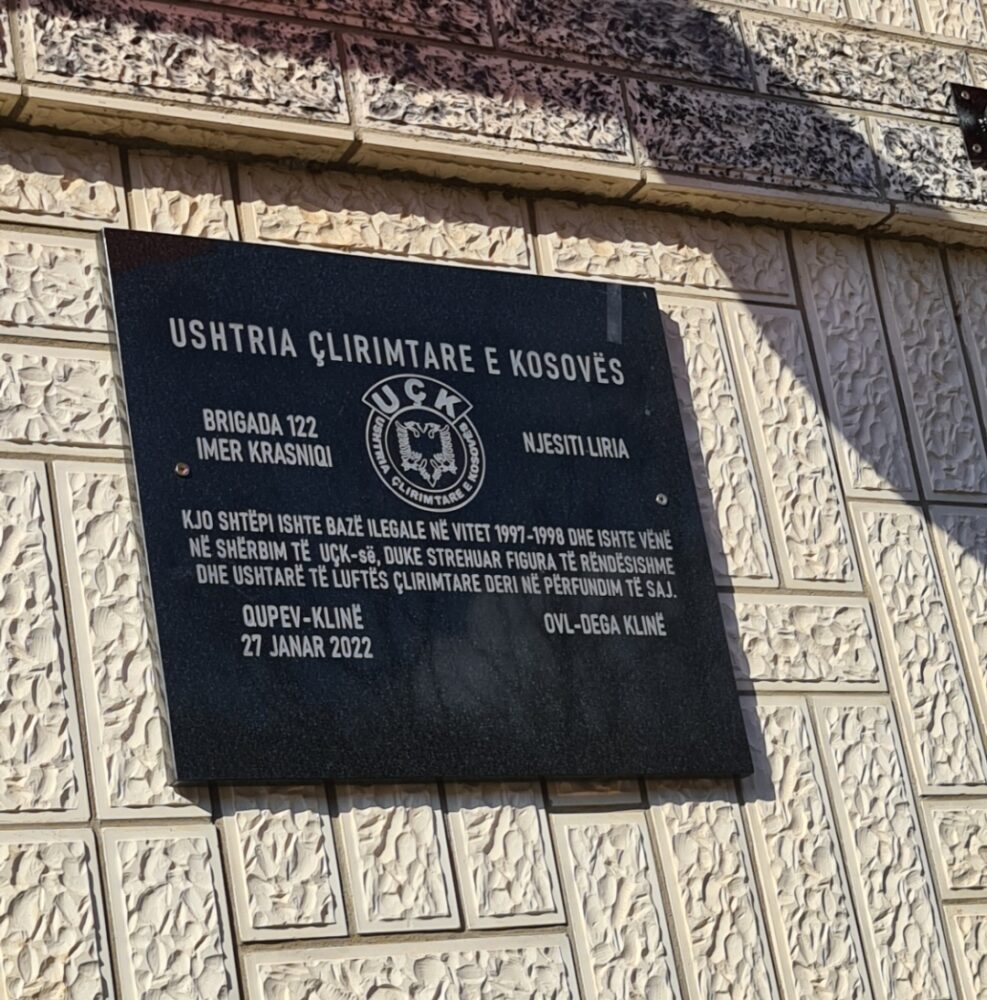 USHTRIA ÇLIRIMTARE E KOSOVËS
UÇK
USHTRIA ÇLIRIMTARE E KOSOVËS
BRIGADA 122
IMER KRASNIQI
NJESITI LIRIA
KJO SHTËPI ISHTE BAZË ILEGALE NË VITET 1997-1998 DHE ISHTE VËNË
NË SHËRBIM TË UÇK-së, DUKE STREHUAR FIGURA TË RËNDËSISHME
DHE USHTARË TË LUFTËS ÇLIRIMTARE DERI NË PËRFUNDIM TË SAJ.
QUPEV-KLINË
27 JANAR 2022
OVL-DEGA KLINË